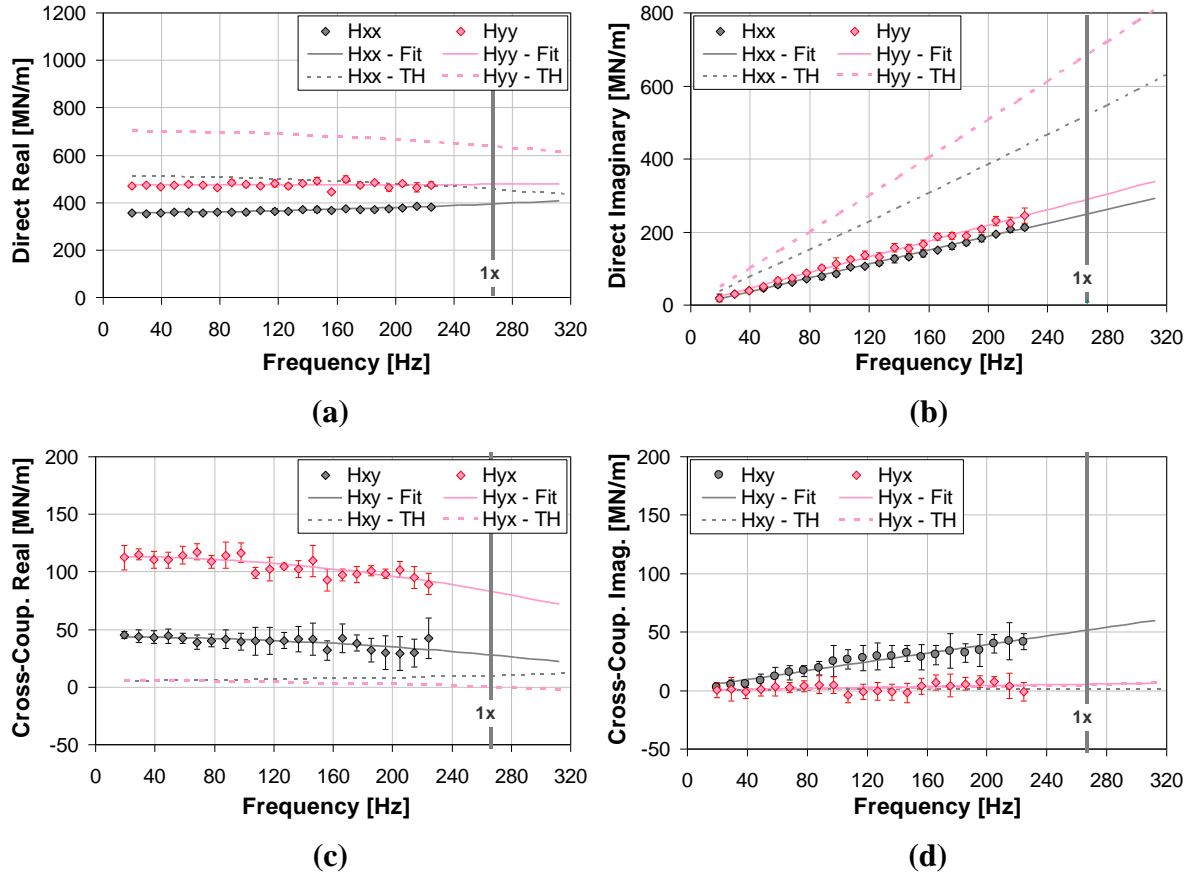 Direct Real [MN/m]
1200
1000
800
600
400
200
0
Hxx
Hyy
Hxx - Fit
Hyy - Fit
Hxx - TH
Hyy - TH
1x
0 40 80 120 160 200 240 280 320
Frequency [Hz]
(a)
Direct Imaginary [MN/m]
800
600
400
200
0
Hxx
Hyy
Hxx - Fit
Hyy - Fit
Hxx - TH
Hyy - TH
1x
0 40 80 120 160 200 240 280 320
Frequency [Hz]
(b)
Cross-Coup. Real [MN/m]
200
150
100
50
0
-50
Hxy
Hyx
Hxy - Fit
Hyx - Fit
Hxy - TH
Hyx - TH
1x
0 40 80 120 160 200 240 280 320
Frequency [Hz]
(c)
Cross-Coup. Imag. [MN/m]
200
150
100
50
0
-50
Hxy
Hyx
Hxy - Fit
Hyx - Fit
Hxy - TH
Hyx - TH
1x
0 40 80 120 160 200 240 280 320
Frequency [Hz]
(d)